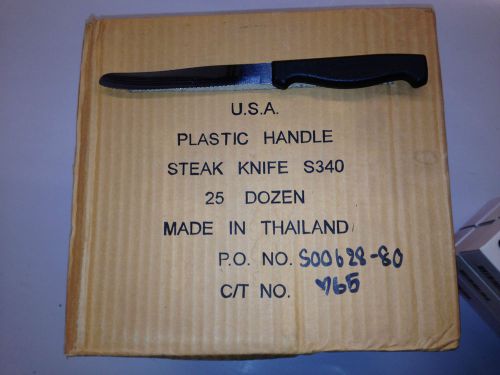 U.S.A.
PLASTIC HANDLE
STEAK KNIFE S340
25 DOZEN
MADE IN THAILAND
P.O. NO. S00628-80
C/T NO. 765